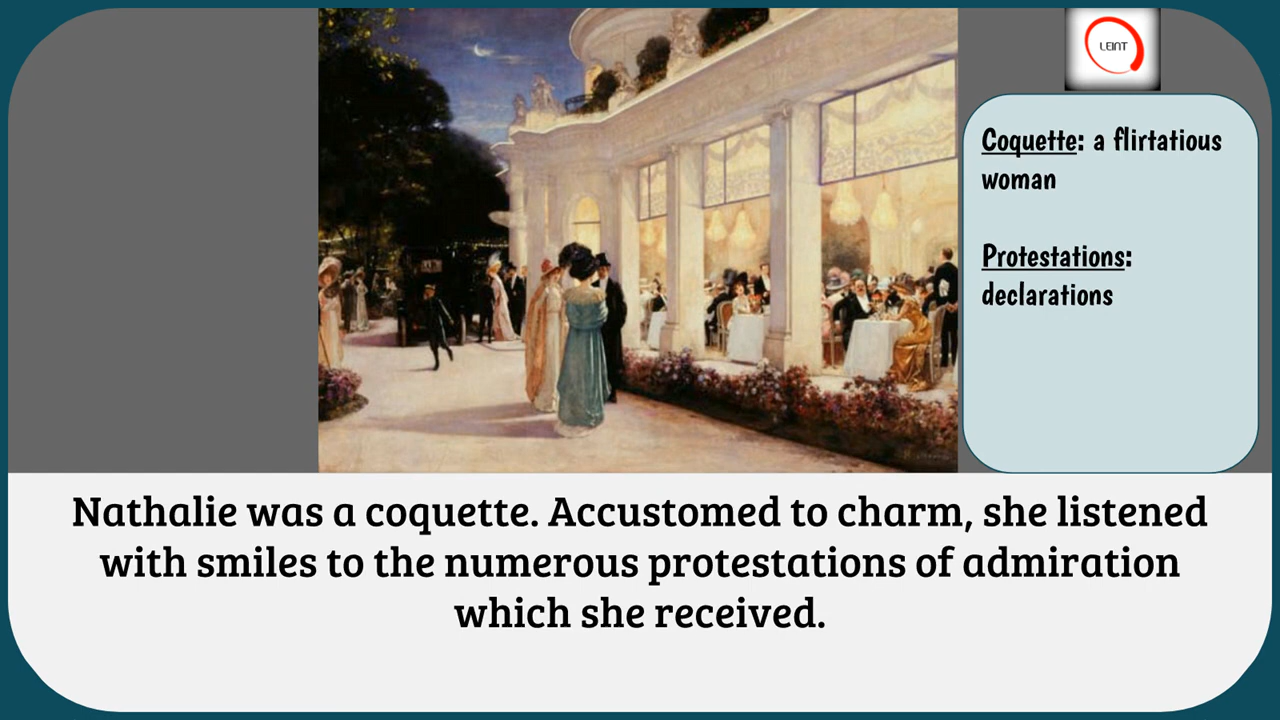 LEINT
Coquette: a flirtatious
woman
Protestations:
declarations
Nathalie was a coquette. Accustomed to charm, she listened
with smiles to the numerous protestations of admiration
which she received.